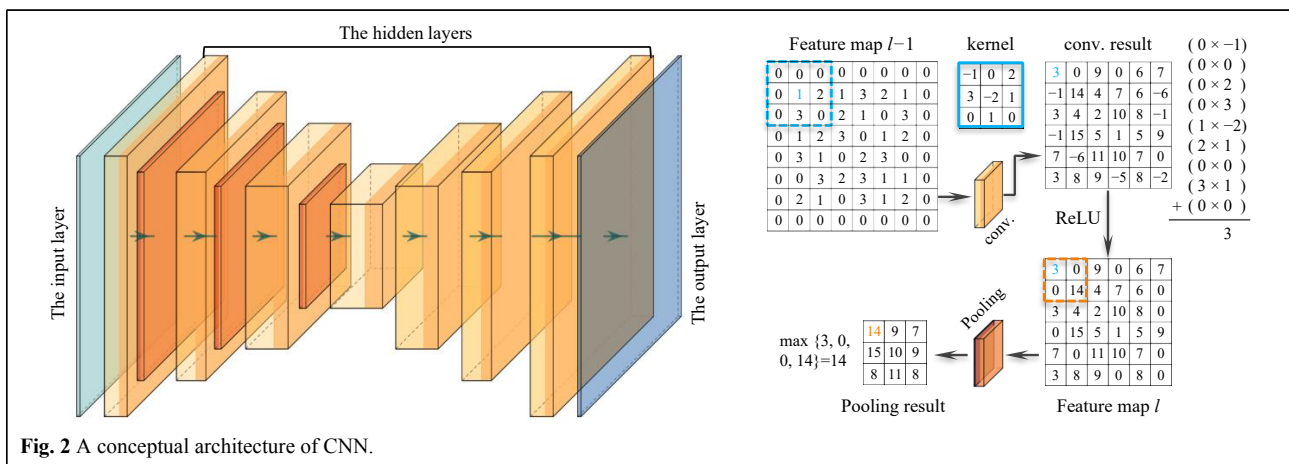 The hidden layers
The input layer
The output layer
Feature map l−1
0 0 0 0 0 0 0 0
0 1 2 1 3 2 1 0
0 3 0 2 1 0 3 0
0 1 2 3 0 1 2 0
0 3 1 0 2 3 0 0
0 0 3 2 3 1 1 0
0 2 1 0 3 1 2 0
0 0 0 0 0 0 0 0
kernel
−1 0 2
3 −2 1
0 1 0
conv.
conv. result
3 0 9 0 6 7
−1 14 4 7 6 −6
3 4 2 10 8 −1
−1 15 5 1 5 9
7 −6 11 10 7 0
3 8 9 −5 8 −2
( 0 × −1)
(0 × 0 )
( 0 × 2 )
( 0 × 3 )
(1 × −2)
( 2 × 1 )
(0 × 0 )
( 3 × 1 )
+ (0 × 0 )
3
ReLU
3 0 9 0 6 7
0 14 4 7 6 0
3 4 2 10 8 0
0 15 5 1 5 9
7 0 11 10 7 0
3 8 9 0 8 0
Feature map l
Pooling
14 9 7
15 10 9
8 11 8
Pooling result
max {3, 0,
0, 14}=14
Fig. 2 A conceptual architecture of CNN.